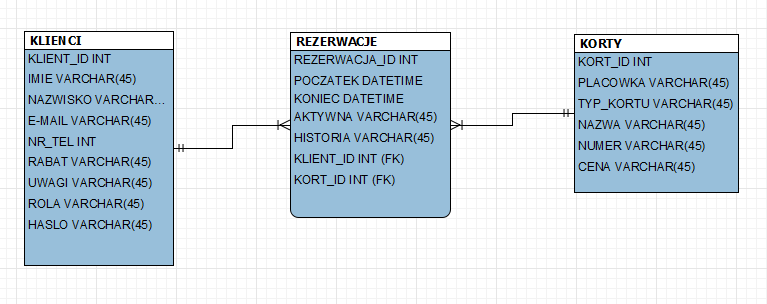 KLIENCI
KLIENT_ID INT
IMIE VARCHAR(45)
NAZWISKO VARCHAR...
E-MAIL VARCHAR(45)
NR_TEL INT
RABAT VARCHAR(45)
UWAGI VARCHAR(45)
ROLA VARCHAR(45)
HASLO VARCHAR(45)
REZERWACJE
REZERWACJA_ID INT
POCZATEK DATETIME
KONIEC DATETIME
AKTYWNA VARCHAR(45)
HISTORIA VARCHAR(45)
KLIENT_ID INT (FK)
KORT_ID INT (FK)
KORTY
KORT_ID INT
PLACOWKA VARCHAR(45)
TYP_KORTU VARCHAR(45)
NAZWA VARCHAR(45)
NUMER VARCHAR(45)
CENA VARCHAR(45)